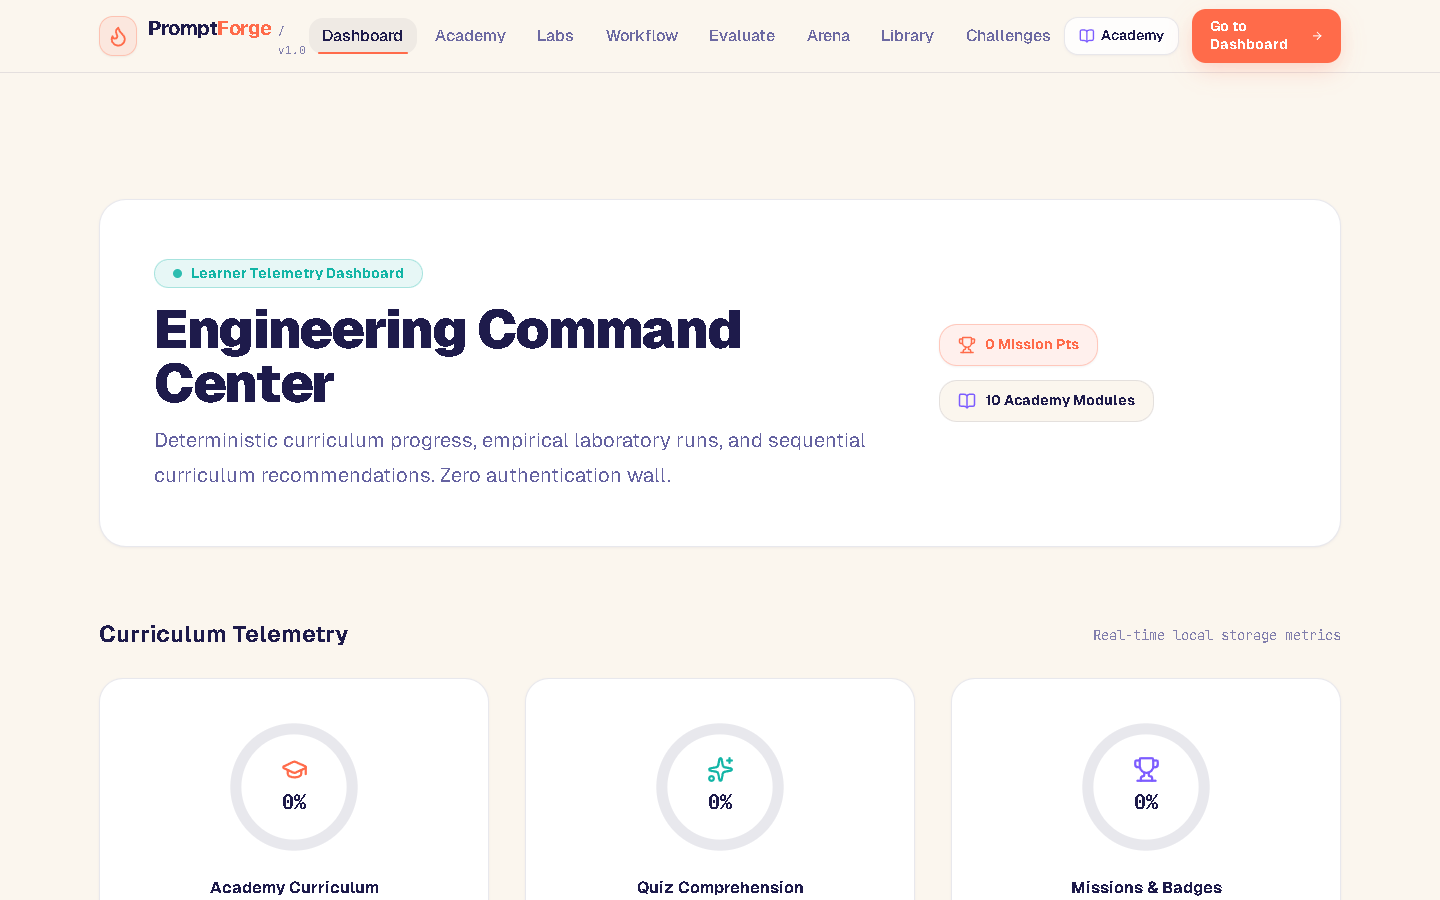 PromptForge / v1.0
Dashboard
Academy
Labs
Workflow
Evaluate
Arena
Library
Challenges
Academy
Go to
Dashboard →
Learner Telemetry Dashboard
Engineering Command
Center
Deterministic curriculum progress, empirical laboratory runs, and sequential
curriculum recommendations. Zero authentication wall.
0 Mission Pts
10 Academy Modules
Curriculum Telemetry
Real-time local storage metrics
0%
Academy Curriculum
0%
Quiz Comprehension
0%
Missions & Badges